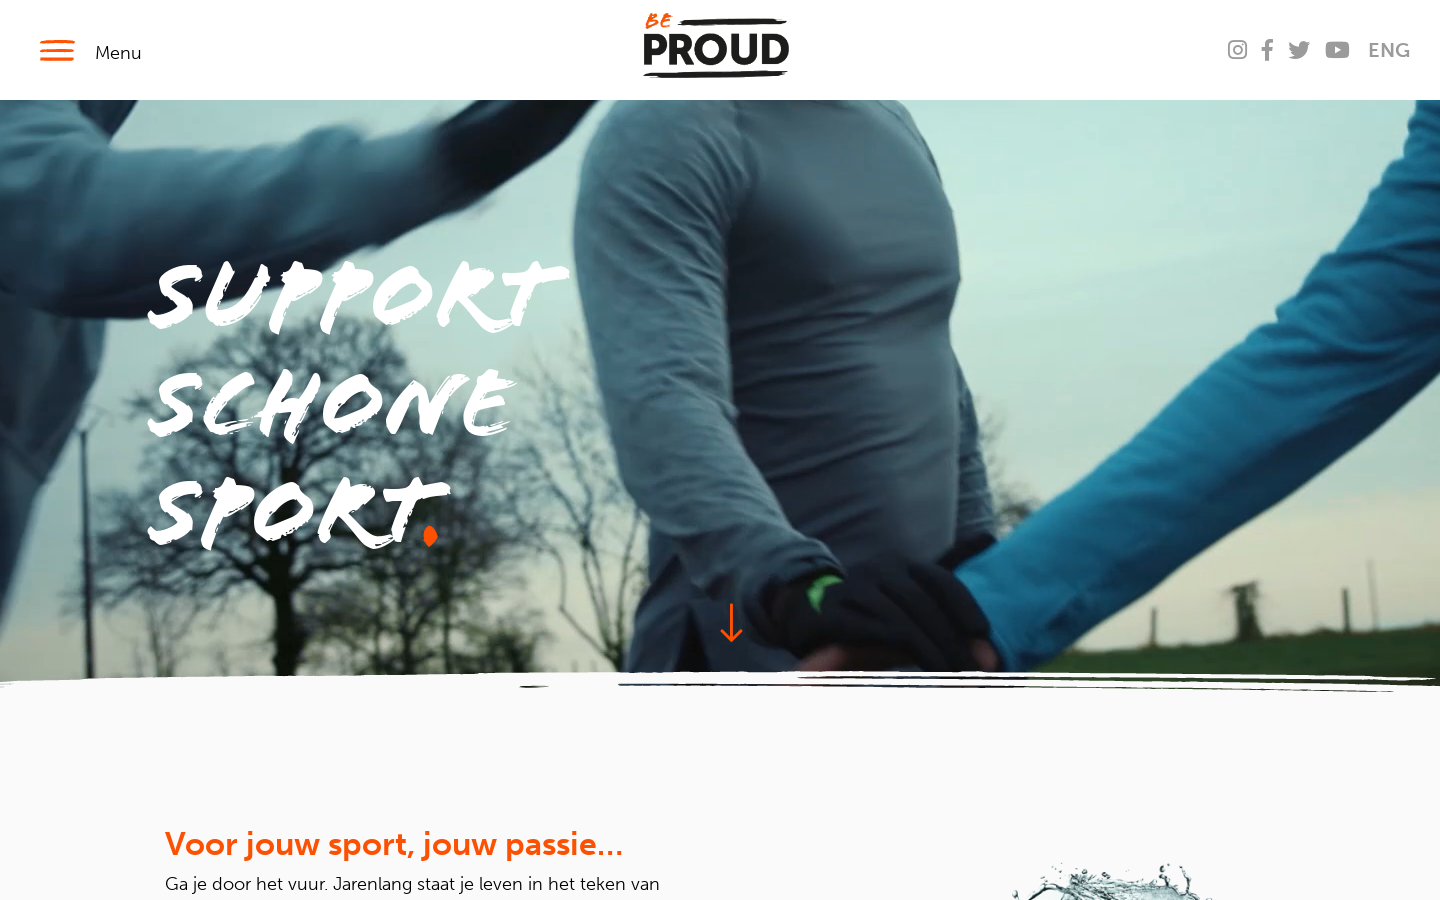 Menu
BE
PROUD
ENG
SUPPORT
SCHONE
SPORT.
Voor jouw sport, jouw passie...
Ga je door het vuur. Jarenlang staat je leven in het teken van